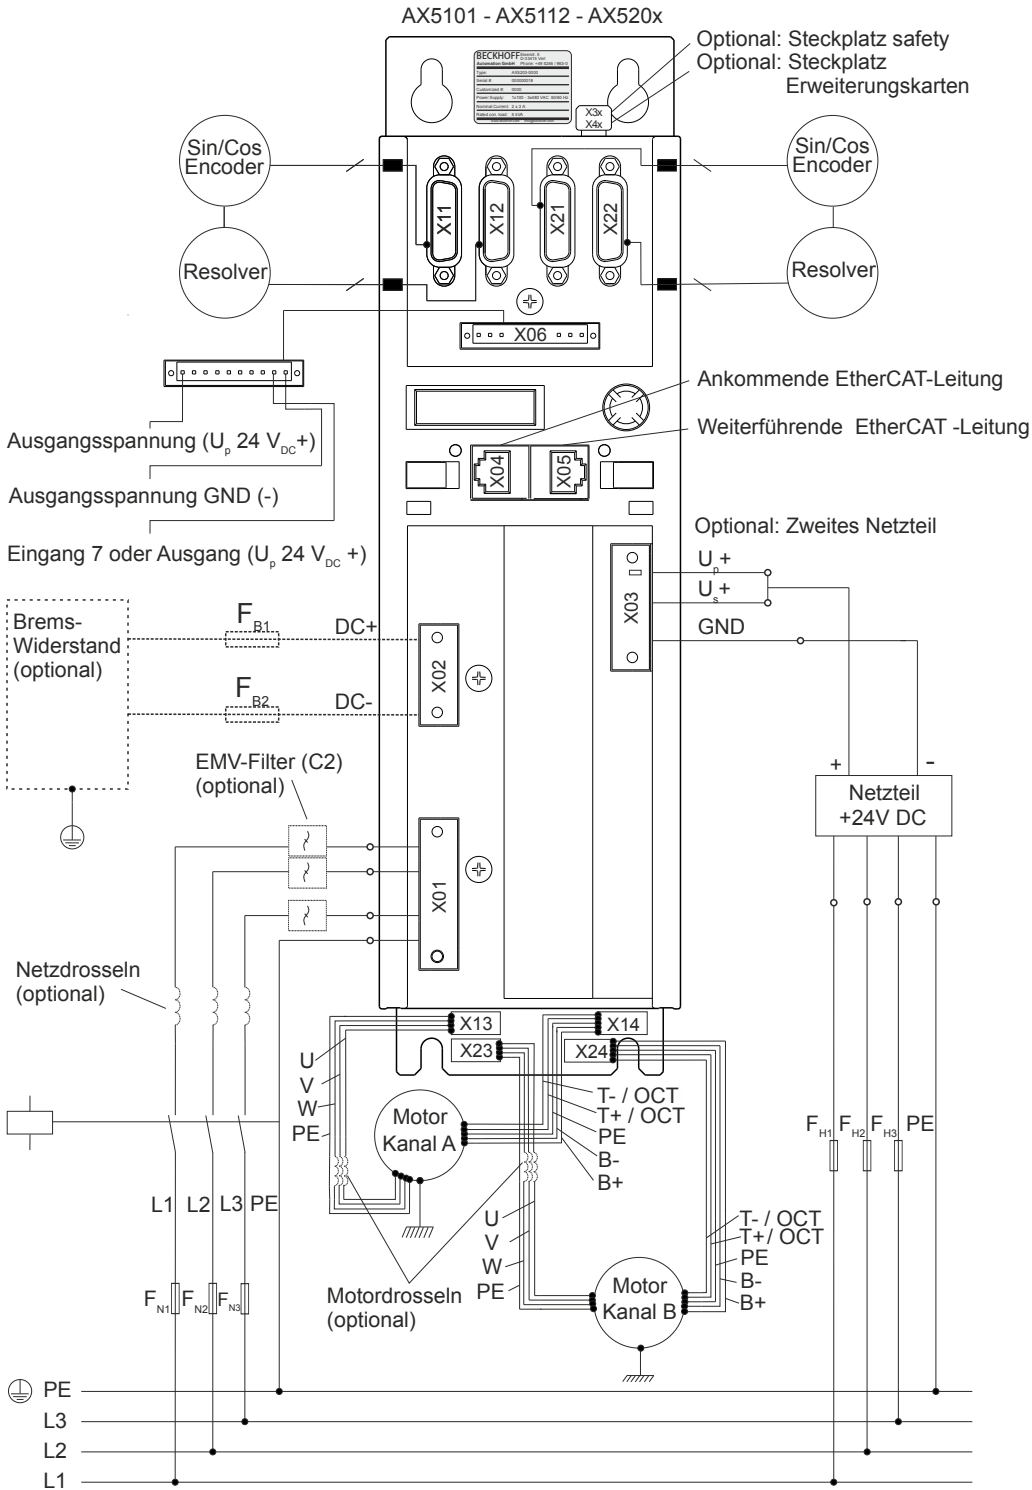 AX5101 - AX5112 - AX520x
Optional: Steckplatz safety
Optional: Steckplatz
Erweiterungskarten
BECKHOFF
Automation GmbH
X3x
X4x
Sin/Cos
Encoder
X11
X12
X21
X22
Sin/Cos
Encoder
Resolver
Resolver
X06
Ankommende EtherCAT-Leitung
Weiterführende EtherCAT -Leitung
Ausgangsspannung (Up 24 VDC+)
X04
X05
Ausgangsspannung GND (-)
Optional: Zweites Netzteil
Eingang 7 oder Ausgang (Up 24 VDC +)
Up+
Us+
X03
GND
Brems-
Widerstand
(optional)
FB1
DC+
X02
FB2
DC-
EMV-Filter (C2)
(optional)
+
-
Netzteil
+24V DC
X01
Netzdrosseln
(optional)
X13
X14
X23
X24
U
V
W
PE
Motor
Kanal A
T- / OCT
T+ / OCT
PE
B-
B+
FH1
FH2
FH3
PE
L1
L2
L3
PE
U
V
W
PE
T- / OCT
T+/ OCT
PE
B-
B+
Motordrosseln
(optional)
Motor
Kanal B
FN1
FN2
FN3
PE
L3
L2
L1